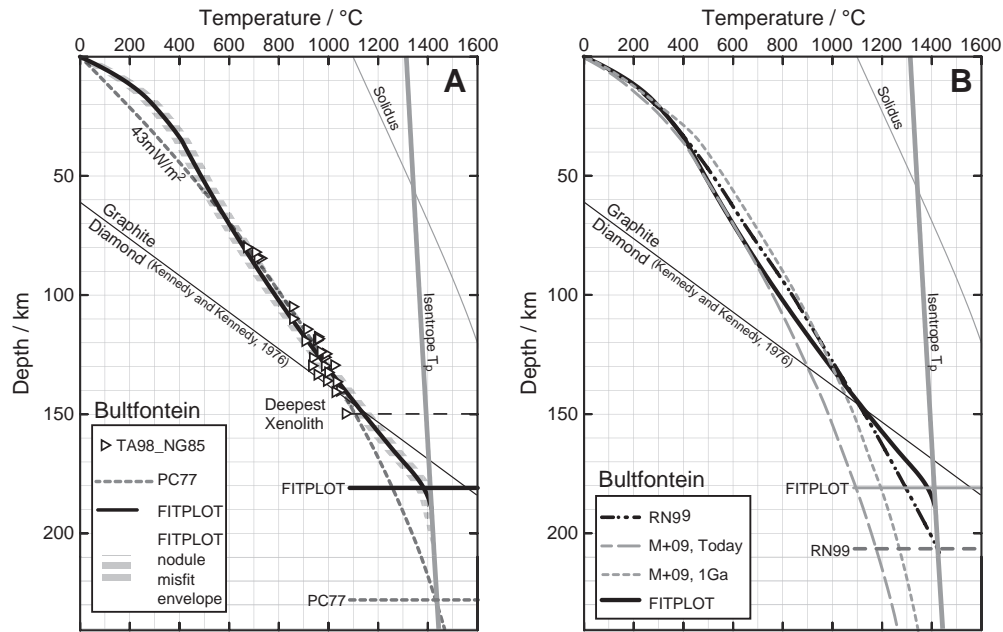 Temperature / °C
0 200 400 600 800 1000 1200 1400 1600
A
Solidus
43mW/m²
50
Graphite
Diamond (Kennedy and Kennedy, 1976)
100
Depth / km
Isentrope Tp
150
Deepest
Xenolith
Bultfontein
TA98_NG85
PC77
FITPLOT
FITPLOT
nodule
misfit
envelope
FITPLOT
200
PC77
Temperature / °C
0 200 400 600 800 1000 1200 1400 1600
B
Solidus
50
Graphite
Diamond (Kennedy and Kennedy, 1976)
100
Depth / km
Isentrope Tp
150
Bultfontein
RN99
M+09, Today
M+09, 1Ga
FITPLOT
FITPLOT
200
RN99